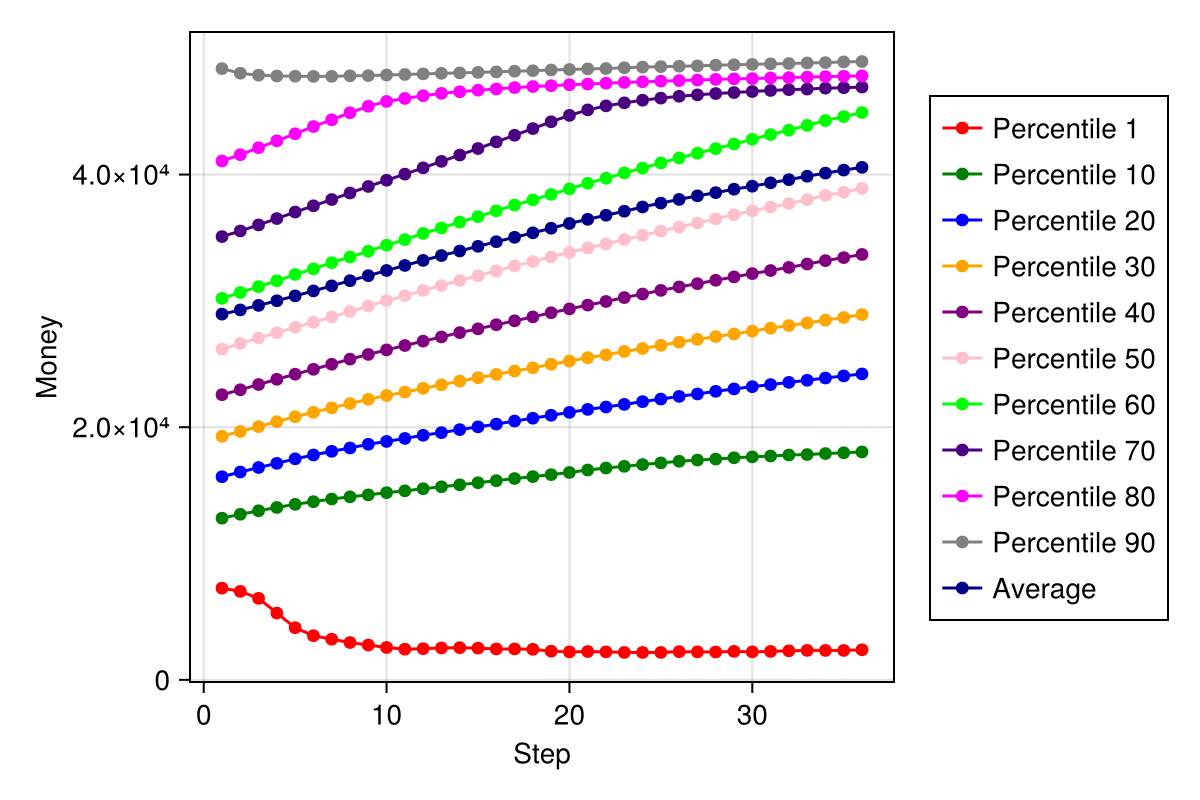 Money
4.0×10⁴
2.0×10⁴
0
0 10 20 30
Step
Percentile 1
Percentile 10
Percentile 20
Percentile 30
Percentile 40
Percentile 50
Percentile 60
Percentile 70
Percentile 80
Percentile 90
Average